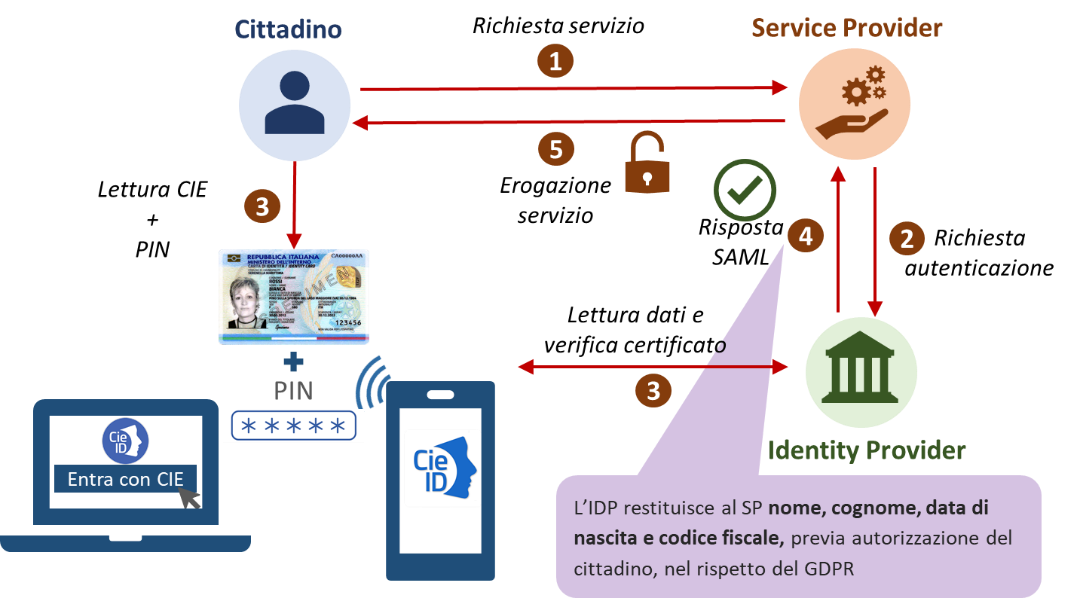 Cittadino
Richiesta servizio
Service Provider
1
5
Erogazione
servizio
Lettura CIE
+
PIN
3
Risposta
SAML
4
2
Richiesta
autenticazione
REPUBBLICA ITALIANA
MINISTERO DELL'INTERNO
CA00000AA
ROSSI
BIANCA
SPECIMEN
123456
+
PIN
*****
Lettura dati e
verifica certificato
3
Identity Provider
Cie
ID
Entra con CIE
Cie
ID
L'IDP restituisce al SP nome, cognome, data di
nascita e codice fiscale, previa autorizzazione del
cittadino, nel rispetto del GDPR